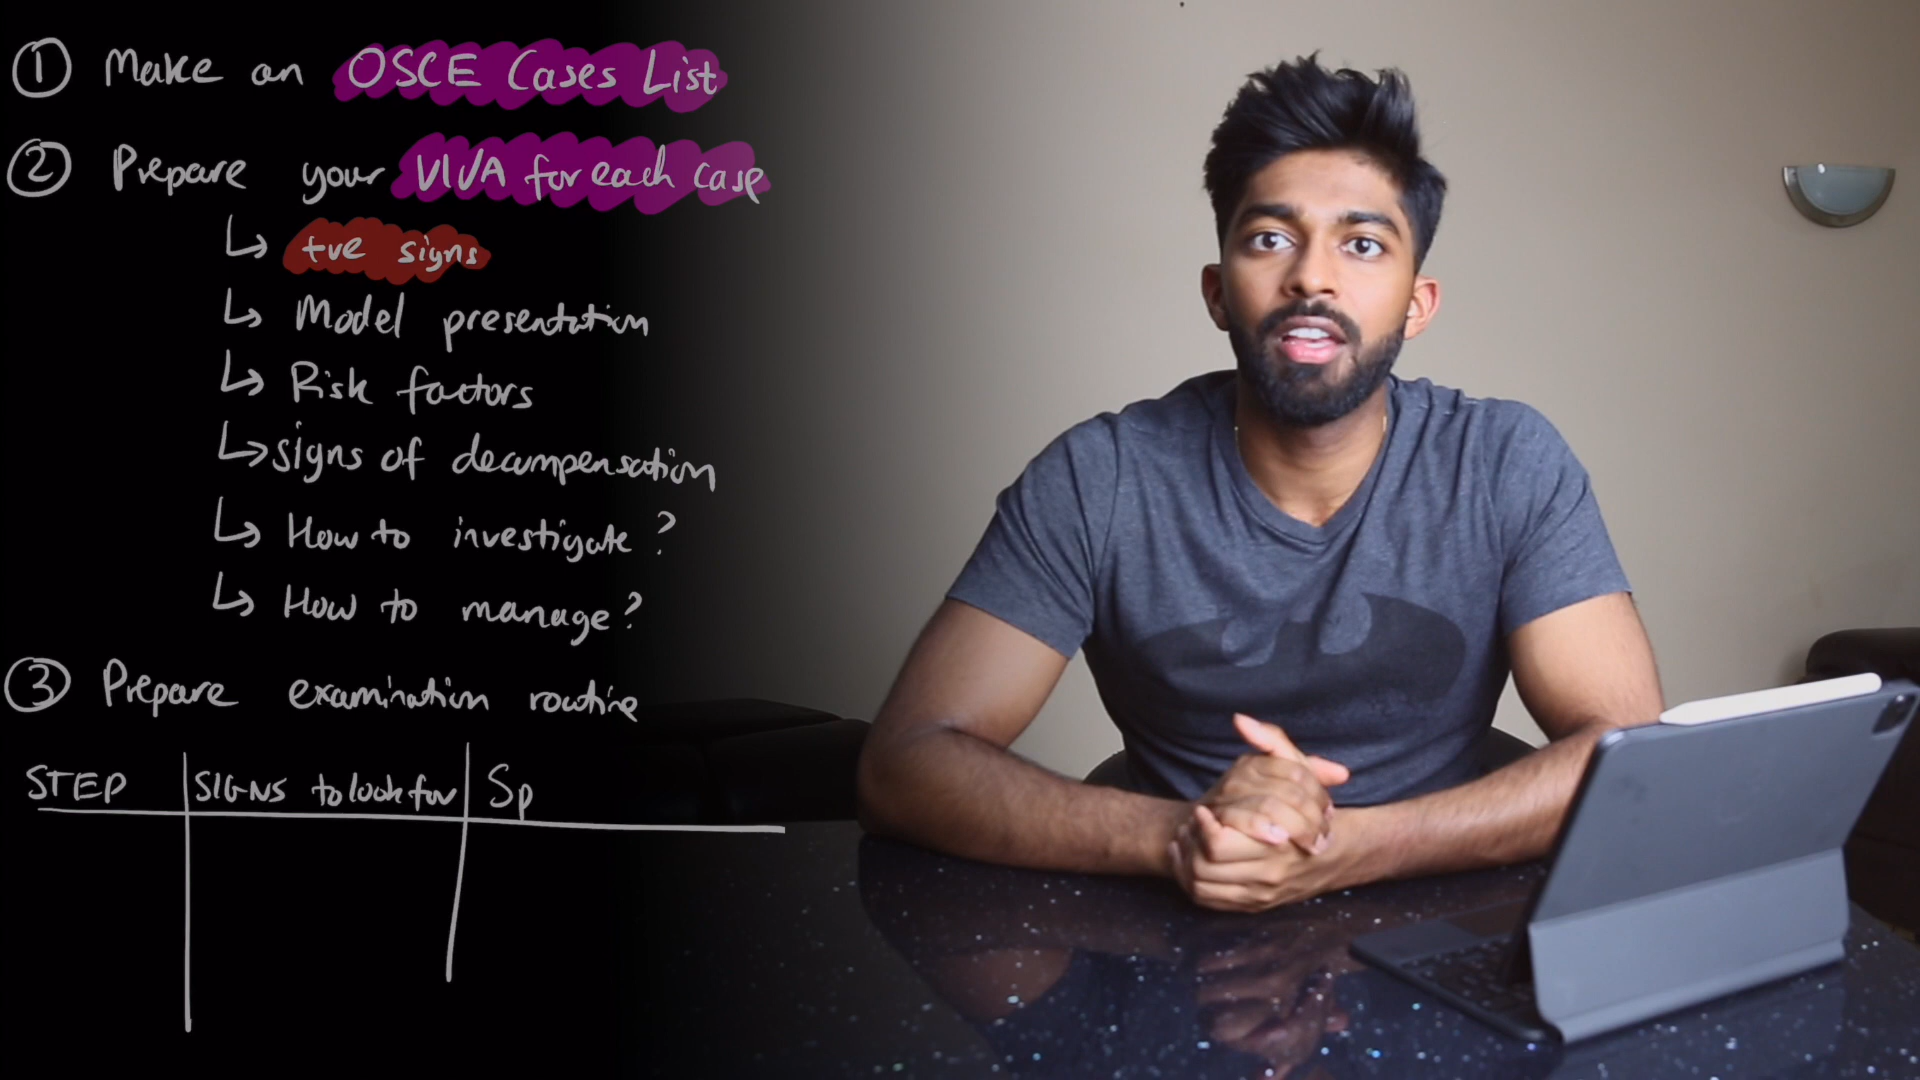 ① Make an OSCE Cases List
② Prepare your VIVA for each case
↳ +ve signs
↳ Model presentation
↳ Risk factors
↳ signs of decompensation
↳ How to investigate?
↳ How to manage?
③ Prepare examination routine
STEP SIGNS to look for Sp